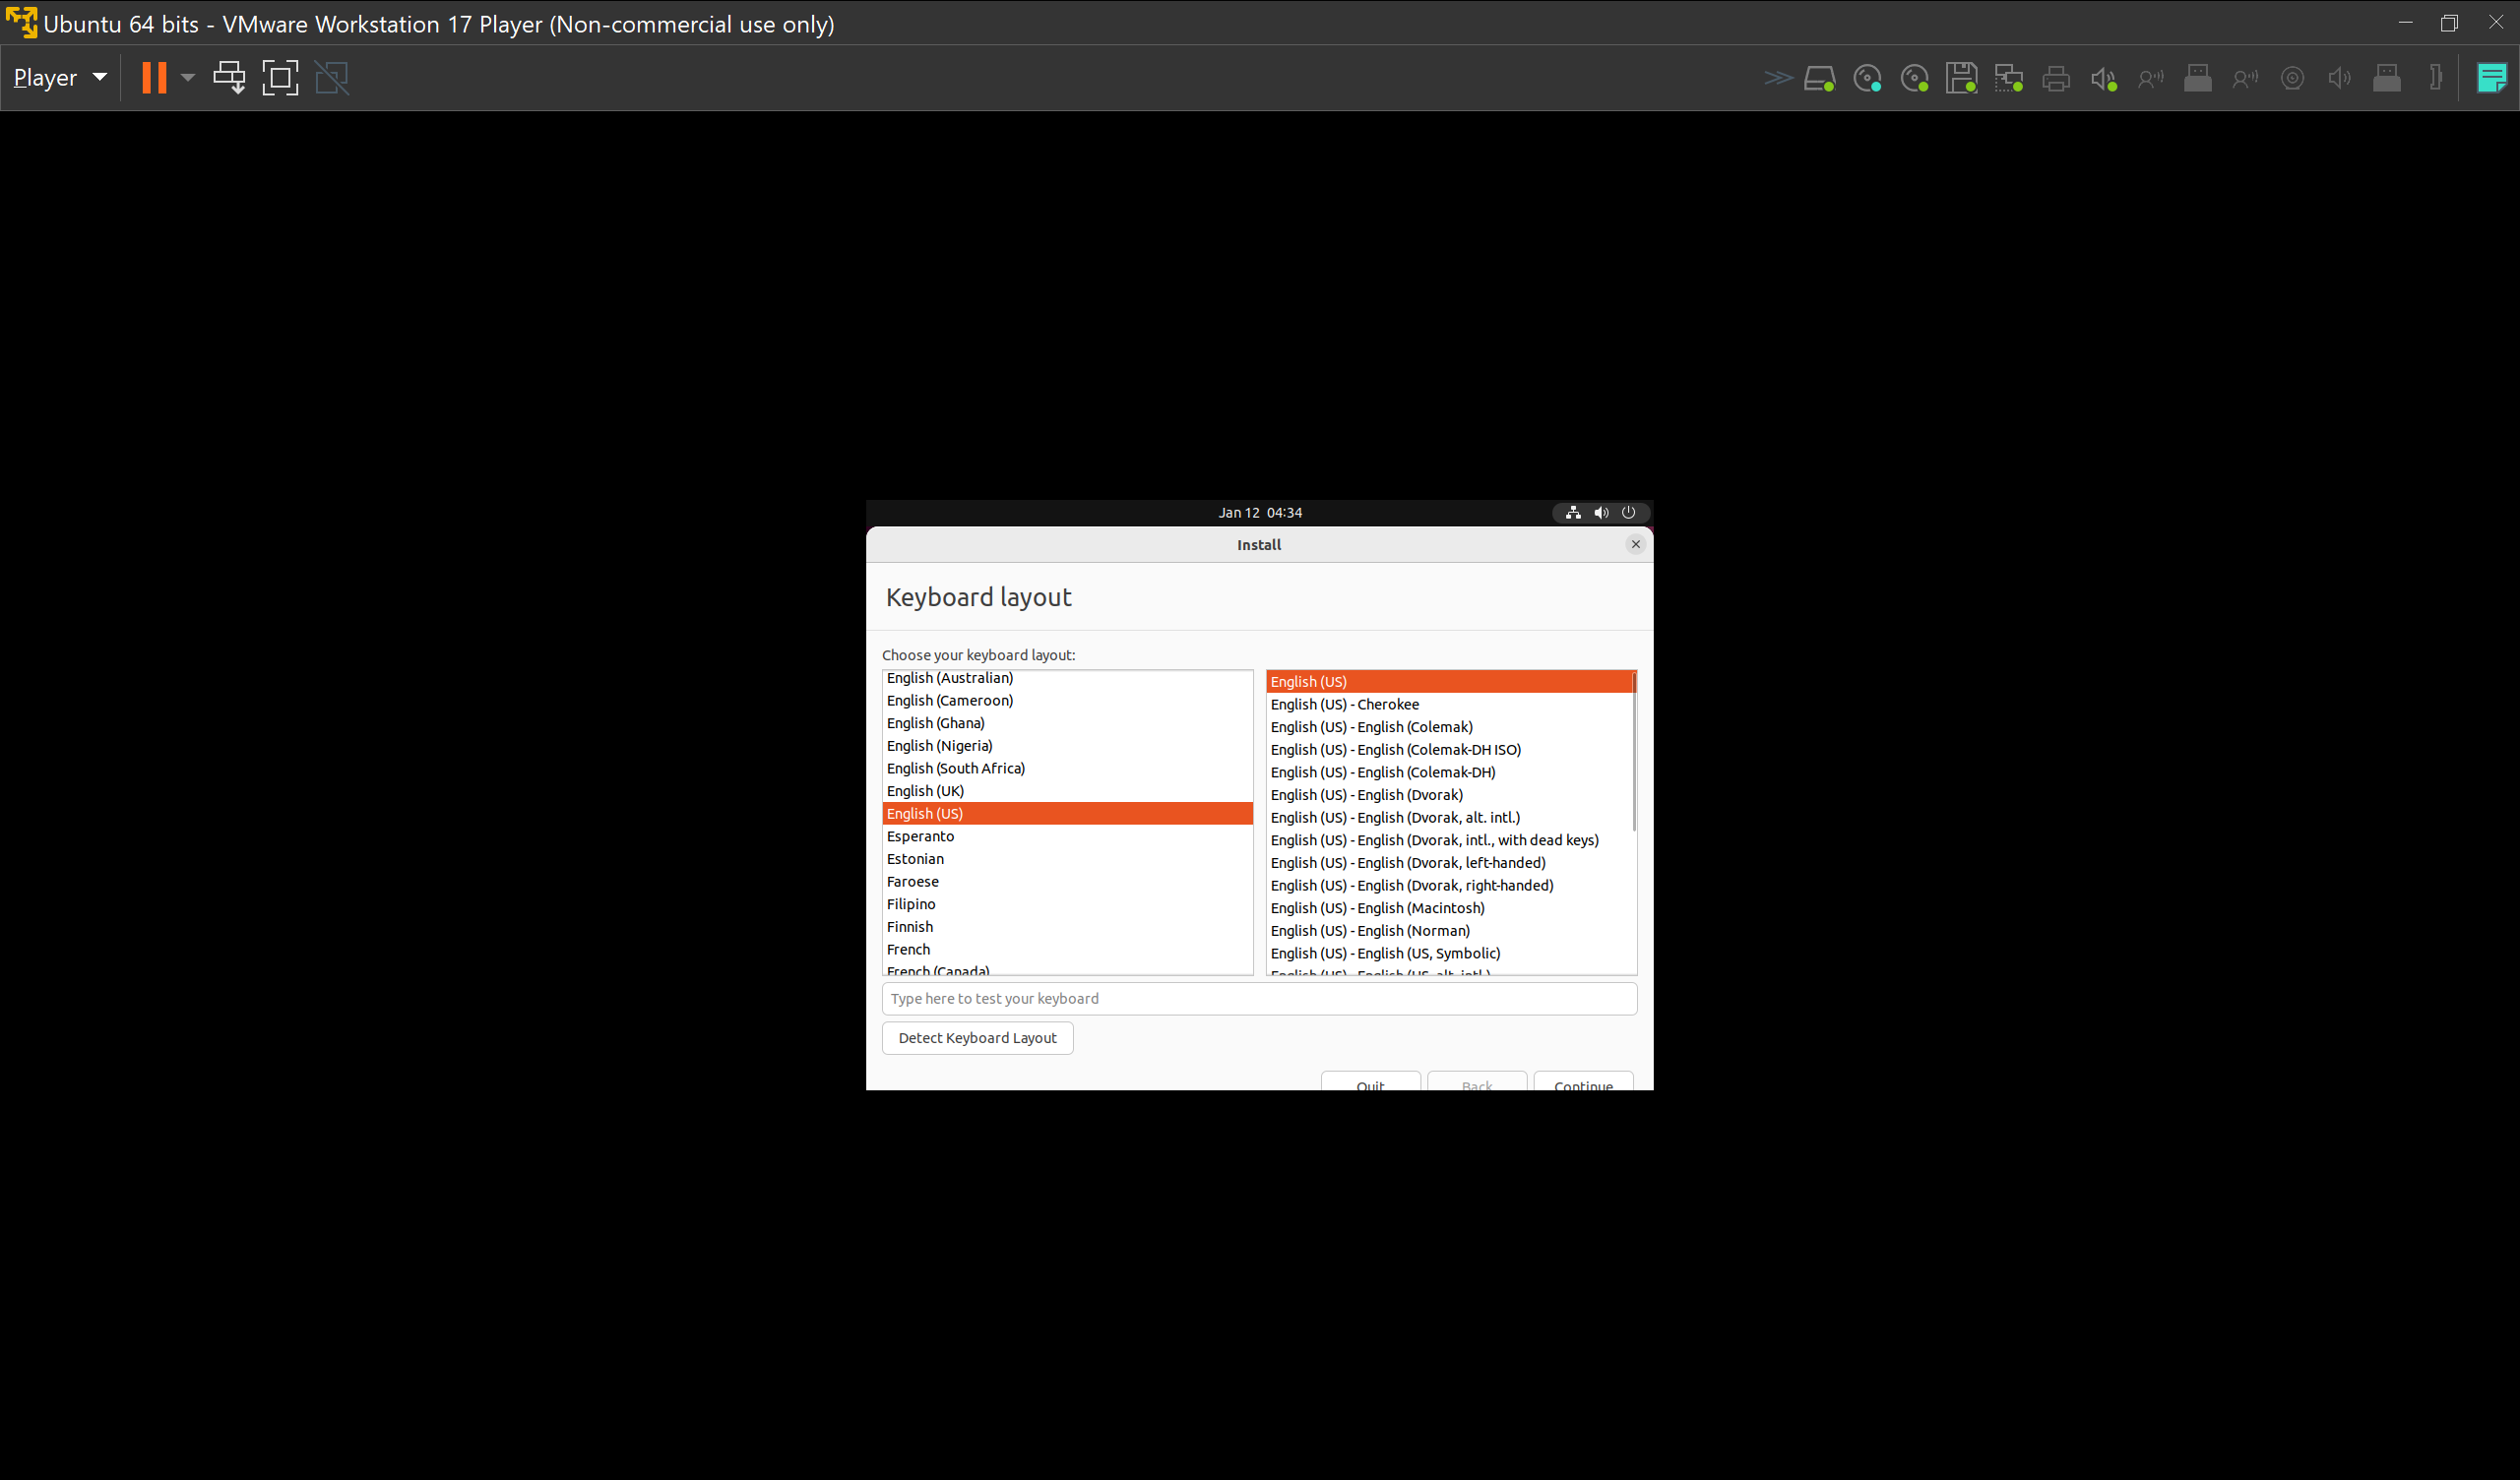 Ubuntu 64 bits - VMware Workstation 17 Player (Non-commercial use only)
Player
Jan 12 04:34
Install
Keyboard layout
Choose your keyboard layout:
English (Australian)
English (Cameroon)
English (Ghana)
English (Nigeria)
English (South Africa)
English (UK)
English (US)
Esperanto
Estonian
Faroese
Filipino
Finnish
French
French (Canada)
English (US)
English (US) - Cherokee
English (US) - English (Colemak)
English (US) - English (Colemak-DH ISO)
English (US) - English (Colemak-DH)
English (US) - English (Dvorak)
English (US) - English (Dvorak, alt. intl.)
English (US) - English (Dvorak, intl., with dead keys)
English (US) - English (Dvorak, left-handed)
English (US) - English (Dvorak, right-handed)
English (US) - English (Macintosh)
English (US) - English (Norman)
English (US) - English (US, Symbolic)
English (US) - English (US, alt. intl.)
Type here to test your keyboard
Detect Keyboard Layout
Quit Back Continue